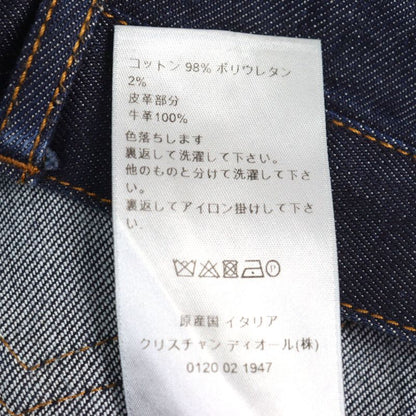 コットン 98% ポリウレタン
2%
皮革部分
牛革100%
色落ちします
裏返して洗濯して下さい。
他のものと分けて洗濯して下
さい。
裏返してアイロン掛けして下さい
原産国 イタリア
クリスチャン ディオール(株)
0120 02 1947